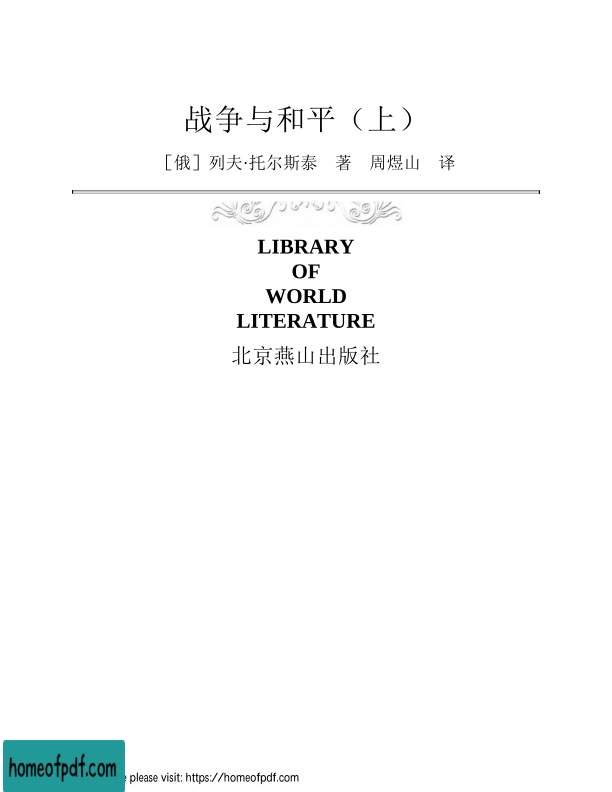 战争与和平（上）
［俄］列夫·托尔斯泰　著　周煜山　译
LIBRARY
OF
WORLD
LITERATURE
北京燕山出版社
homeofpdf.com
please visit: https://homeofpdf.com